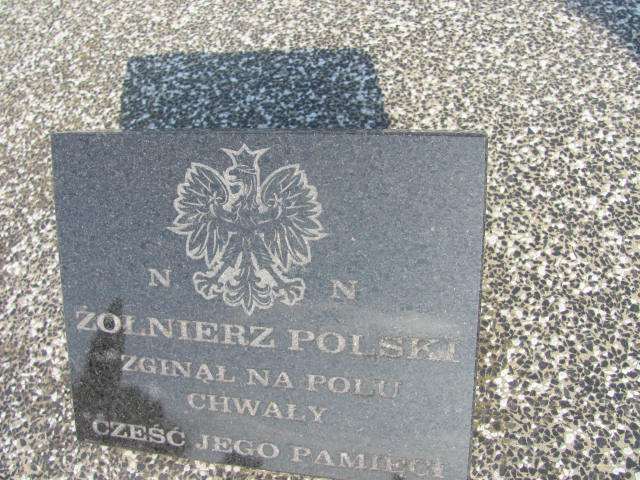 N N
ŻOŁNIERZ POLSKI
ZGINĄŁ NA POLU
CHWAŁY
CZEŚĆ JEGO PAMIĘCI